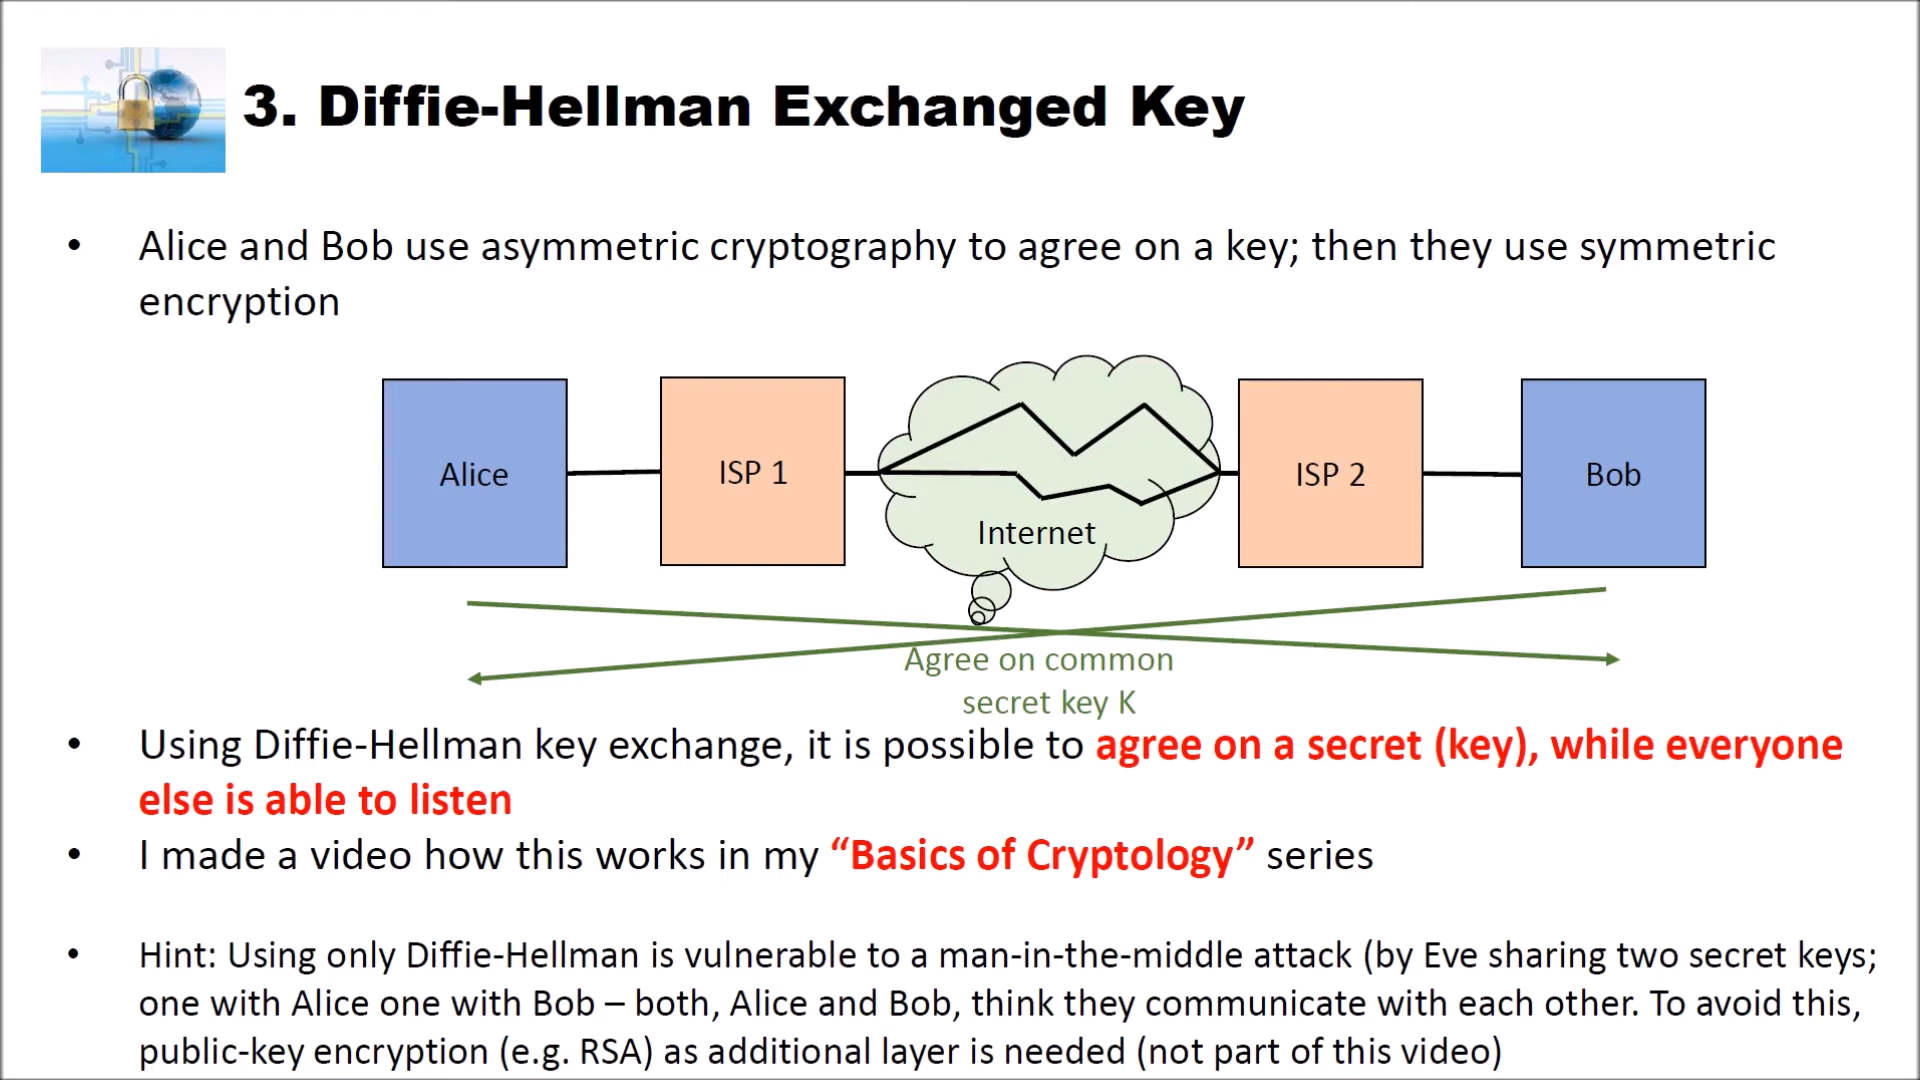 3. Diffie-Hellman Exchanged Key
• Alice and Bob use asymmetric cryptography to agree on a key; then they use symmetric
encryption
Alice
ISP 1
Internet
ISP 2
Bob
Agree on common
secret key K
• Using Diffie-Hellman key exchange, it is possible to agree on a secret (key), while everyone
else is able to listen
• I made a video how this works in my “Basics of Cryptology” series
• Hint: Using only Diffie-Hellman is vulnerable to a man-in-the-middle attack (by Eve sharing two secret keys;
one with Alice one with Bob – both, Alice and Bob, think they communicate with each other. To avoid this,
public-key encryption (e.g. RSA) as additional layer is needed (not part of this video)